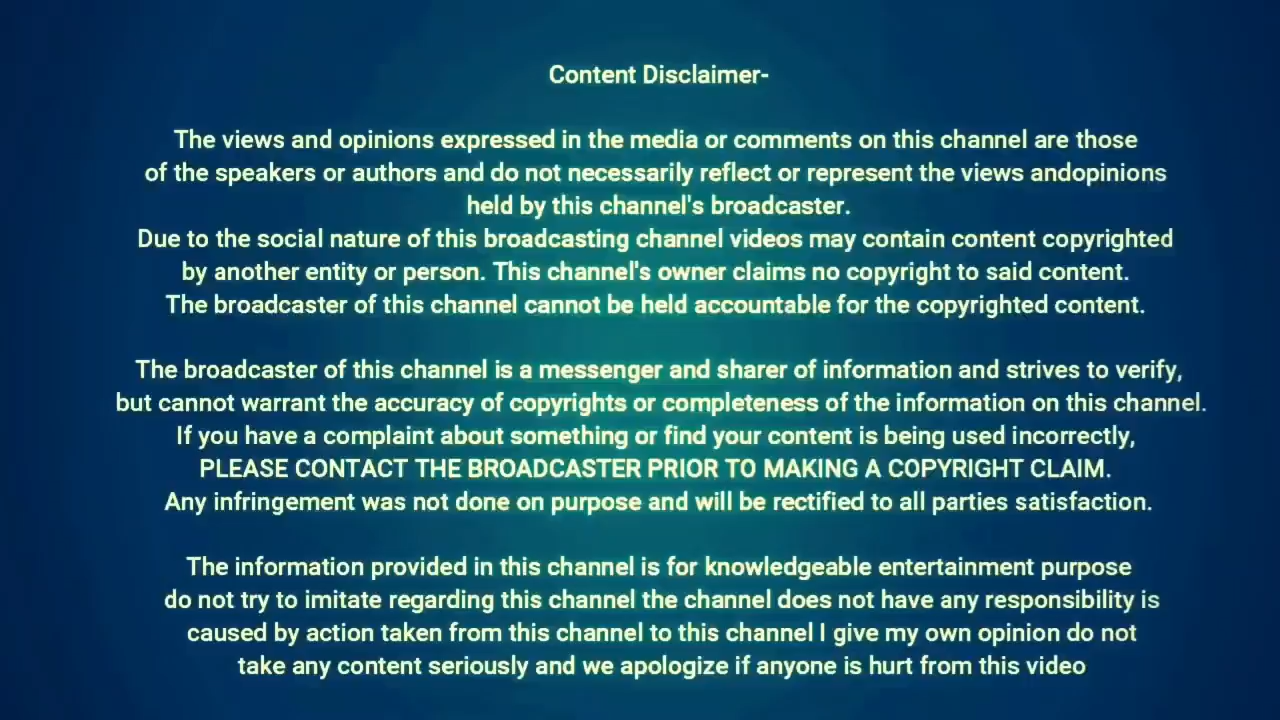 Content Disclaimer-
The views and opinions expressed in the media or comments on this channel are those
of the speakers or authors and do not necessarily reflect or represent the views andopinions
held by this channel's broadcaster.
Due to the social nature of this broadcasting channel videos may contain content copyrighted
by another entity or person. This channel's owner claims no copyright to said content.
The broadcaster of this channel cannot be held accountable for the copyrighted content.
The broadcaster of this channel is a messenger and sharer of information and strives to verify,
but cannot warrant the accuracy of copyrights or completeness of the information on this channel.
If you have a complaint about something or find your content is being used incorrectly,
PLEASE CONTACT THE BROADCASTER PRIOR TO MAKING A COPYRIGHT CLAIM.
Any infringement was not done on purpose and will be rectified to all parties satisfaction.
The information provided in this channel is for knowledgeable entertainment purpose
do not try to imitate regarding this channel the channel does not have any responsibility is
caused by action taken from this channel to this channel I give my own opinion do not
take any content seriously and we apologize if anyone is hurt from this video